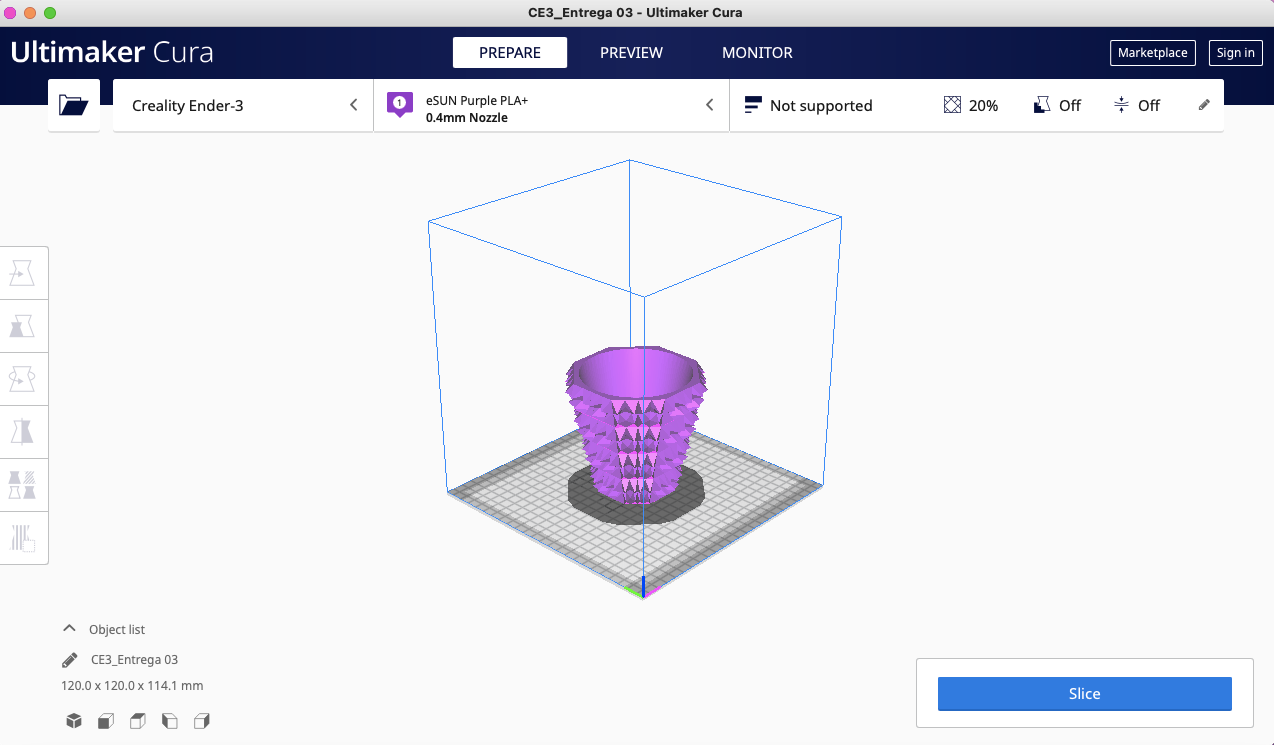 CE3_Entrega 03 - Ultimaker Cura
Ultimaker Cura
PREPARE
PREVIEW
MONITOR
Marketplace
Sign in
Creality Ender-3
1
eSUN Purple PLA+
0.4mm Nozzle
Not supported
20%
Off
Off
Object list
CE3_Entrega 03
120.0 x 120.0 x 114.1 mm
Slice